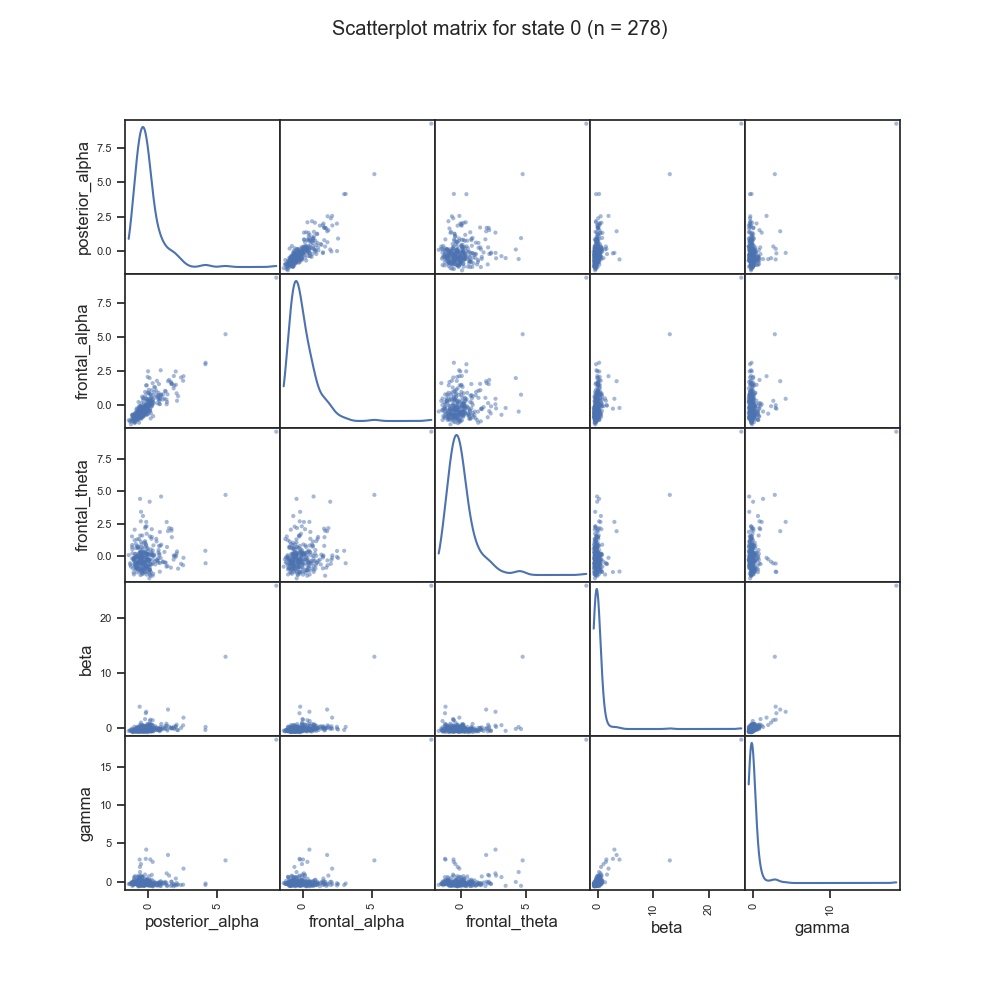 Scatterplot matrix for state 0 (n = 278)
posterior_alpha
7.5
5.0
2.5
0.0
frontal_alpha
7.5
5.0
2.5
0.0
frontal_theta
7.5
5.0
2.5
0.0
beta
20
10
0
gamma
15
10
5
0
0 5 0 5 0 5 0 10 20 0 10
posterior_alpha frontal_alpha frontal_theta beta gamma